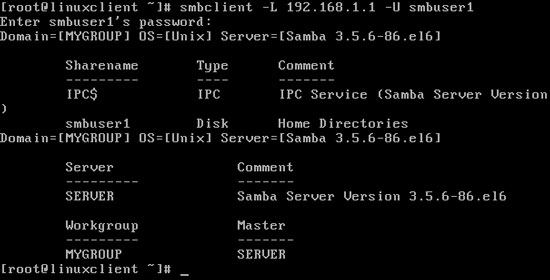 [root@linuxclient ~]# smbclient -L 192.168.1.1 -U smbuser1
Enter smbuser1's password:
Domain=[MYGROUP] OS=[Unix] Server=[Samba 3.5.6-86.el6]
Sharename Type Comment
--------- ---- -------
IPC$ IPC IPC Service (Samba Server Version
)
smbuser1 Disk Home Directories
Domain=[MYGROUP] OS=[Unix] Server=[Samba 3.5.6-86.el6]
Server Comment
--------- -------
SERVER Samba Server Version 3.5.6-86.el6
Workgroup Master
--------- -------
MYGROUP SERVER
[root@linuxclient ~]# _